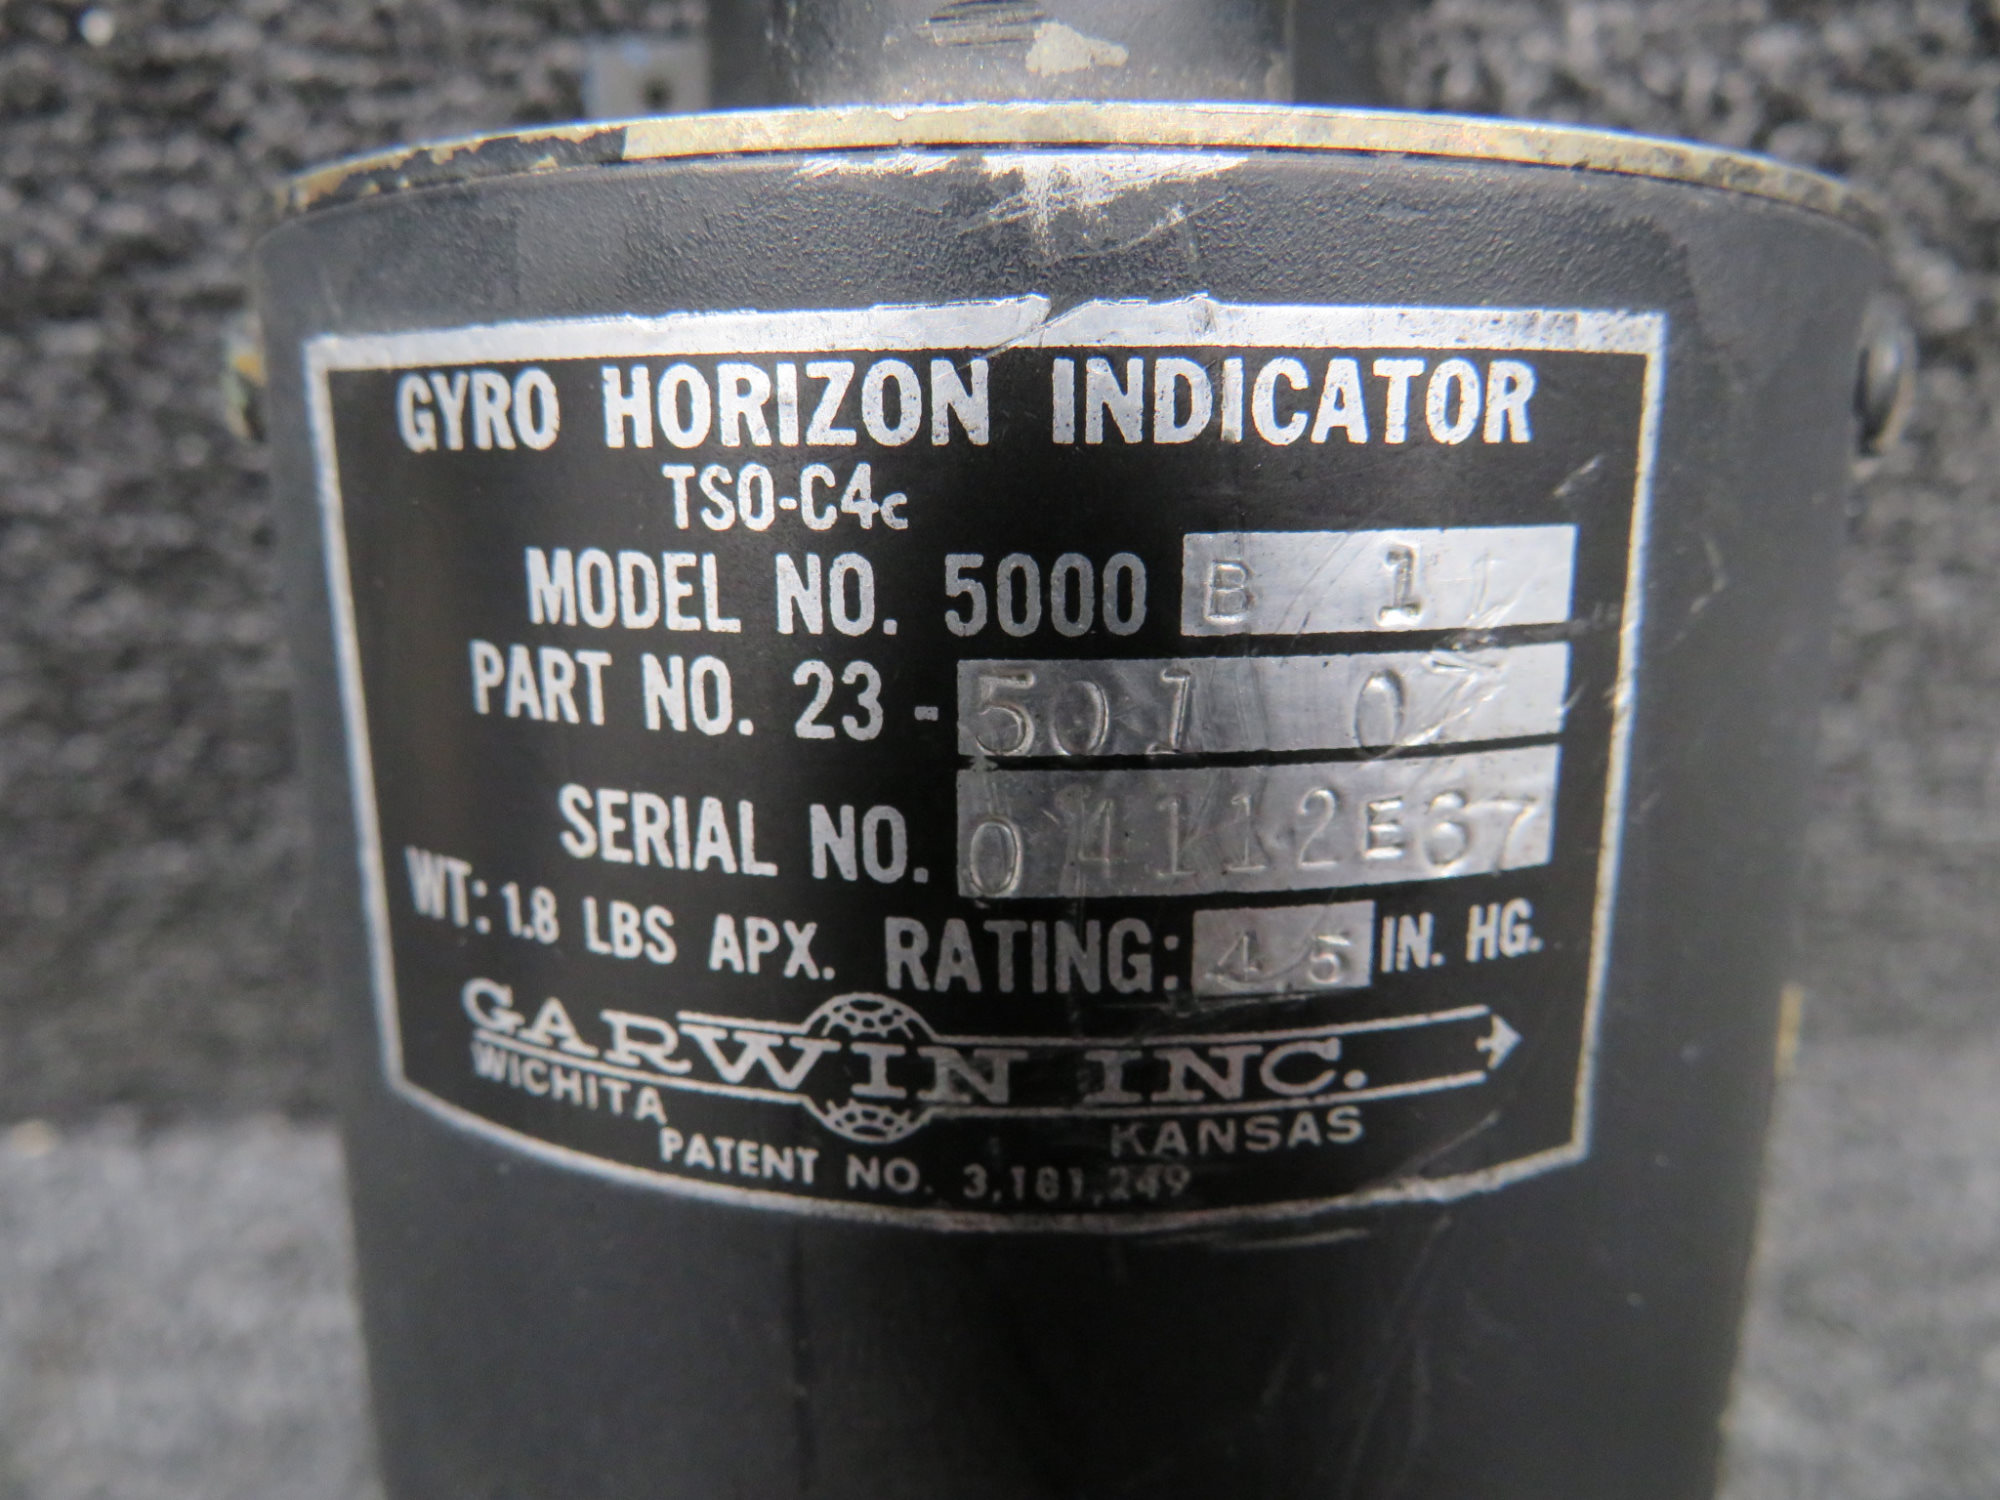 GYRO HORIZON INDICATOR
TSO-C4c
MODEL NO. 5000 B 1
PART NO. 23-501 07
SERIAL NO. 04112E67
WT: 1.8 LBS APX. RATING: 4.5 IN. HG.
GARWIN INC.
WICHITA KANSAS
PATENT NO. 3,181,249